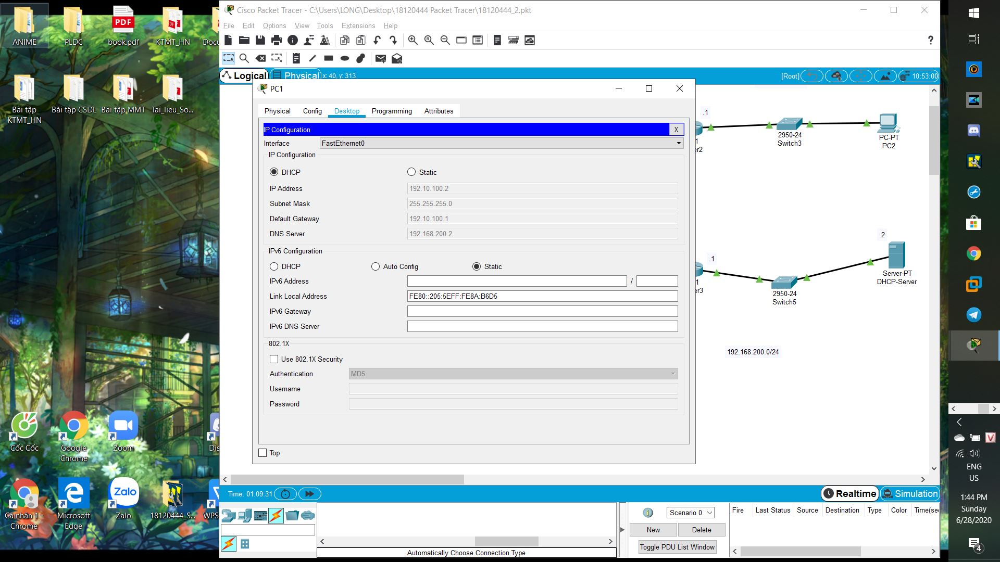 ANIME
PLDC
book.pdf
KTMT_HN
Docu
PDF
Bài tập KTMT_HN
Bài tập CSDL
Bài tập MMT
Tai_lieu_So...
Cốc Cốc
Google Chrome
Zoom
Dis
Cá nhân 1 - Chrome
Microsoft Edge
Zalo
Zalo
18120444_S...
WPS
Cisco Packet Tracer - C:\Users\LONG\Desktop\18120444 Packet Tracer\18120444_2.pkt
File Edit Options View Tools Extensions Help
?
Logical
Physical
x: 40, y: 313
[Root]
10:53:00
PC1
Physical Config Desktop Programming Attributes
IP Configuration
X
Interface
FastEthernet0
IP Configuration
DHCP
Static
IP Address
192.10.100.2
Subnet Mask
255.255.255.0
Default Gateway
192.10.100.1
DNS Server
192.168.200.2
IPv6 Configuration
DHCP
Auto Config
Static
IPv6 Address
/
Link Local Address
FE80::205:5EFF:FE8A:B6D5
IPv6 Gateway
IPv6 DNS Server
802.1X
Use 802.1X Security
Authentication
MD5
Username
Password
Top
.1
1
er2
2950-24
Switch3
PC-PT
PC2
.1
1
er3
2950-24
Switch5
.2
Server-PT
DHCP-Server
192.168.200.0/24
Time: 01:09:31
Realtime
Simulation
Scenario 0
New
Delete
Toggle PDU List Window
Fire Last Status Source Destination Type Color Time(sec
Automatically Choose Connection Type
ENG
US
1:44 PM
Sunday
6/28/2020
4